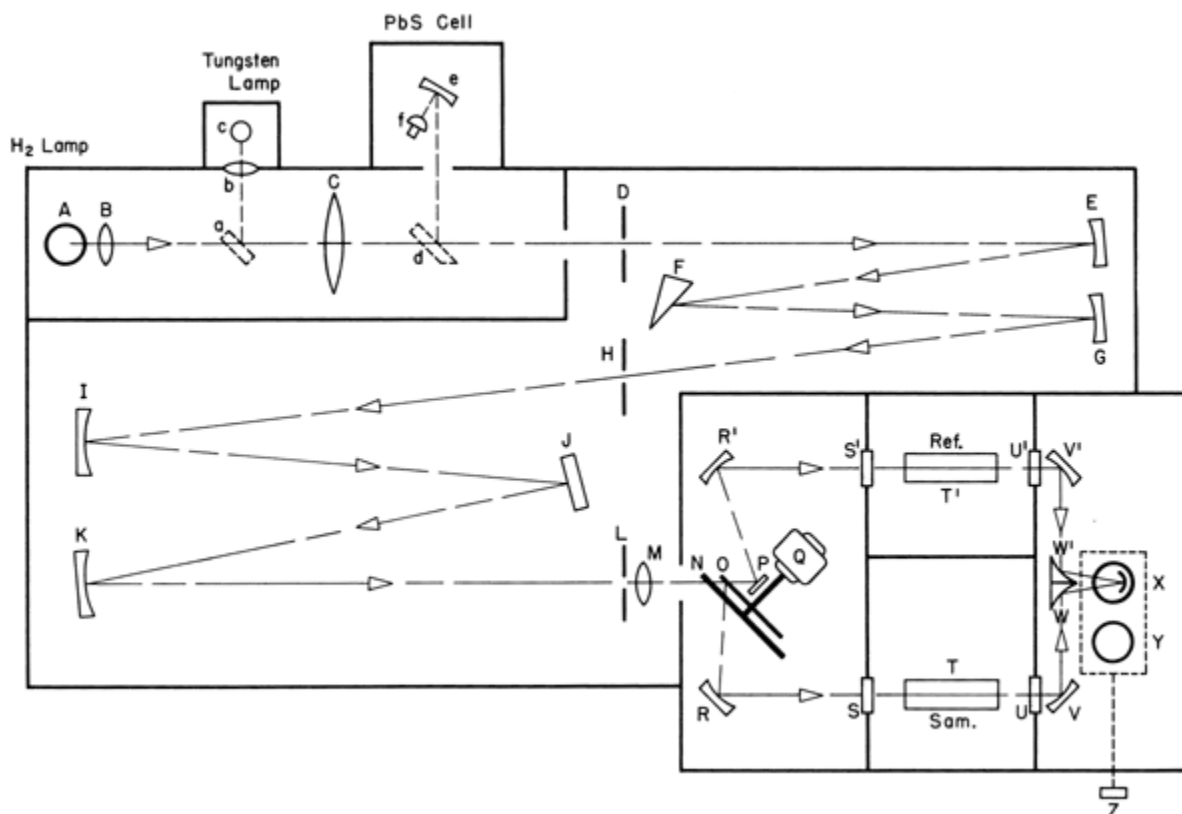 PbS Cell
Tungsten
Lamp
e
c
f
H₂ Lamp
b
C
D
E
A
B
a
d
F
H
G
I
R'
S'
Ref.
U'
V'
J
T'
K
L
M
N
O
P
Q
W'
X
W
Y
T
R
S
Sam.
U
V
Z